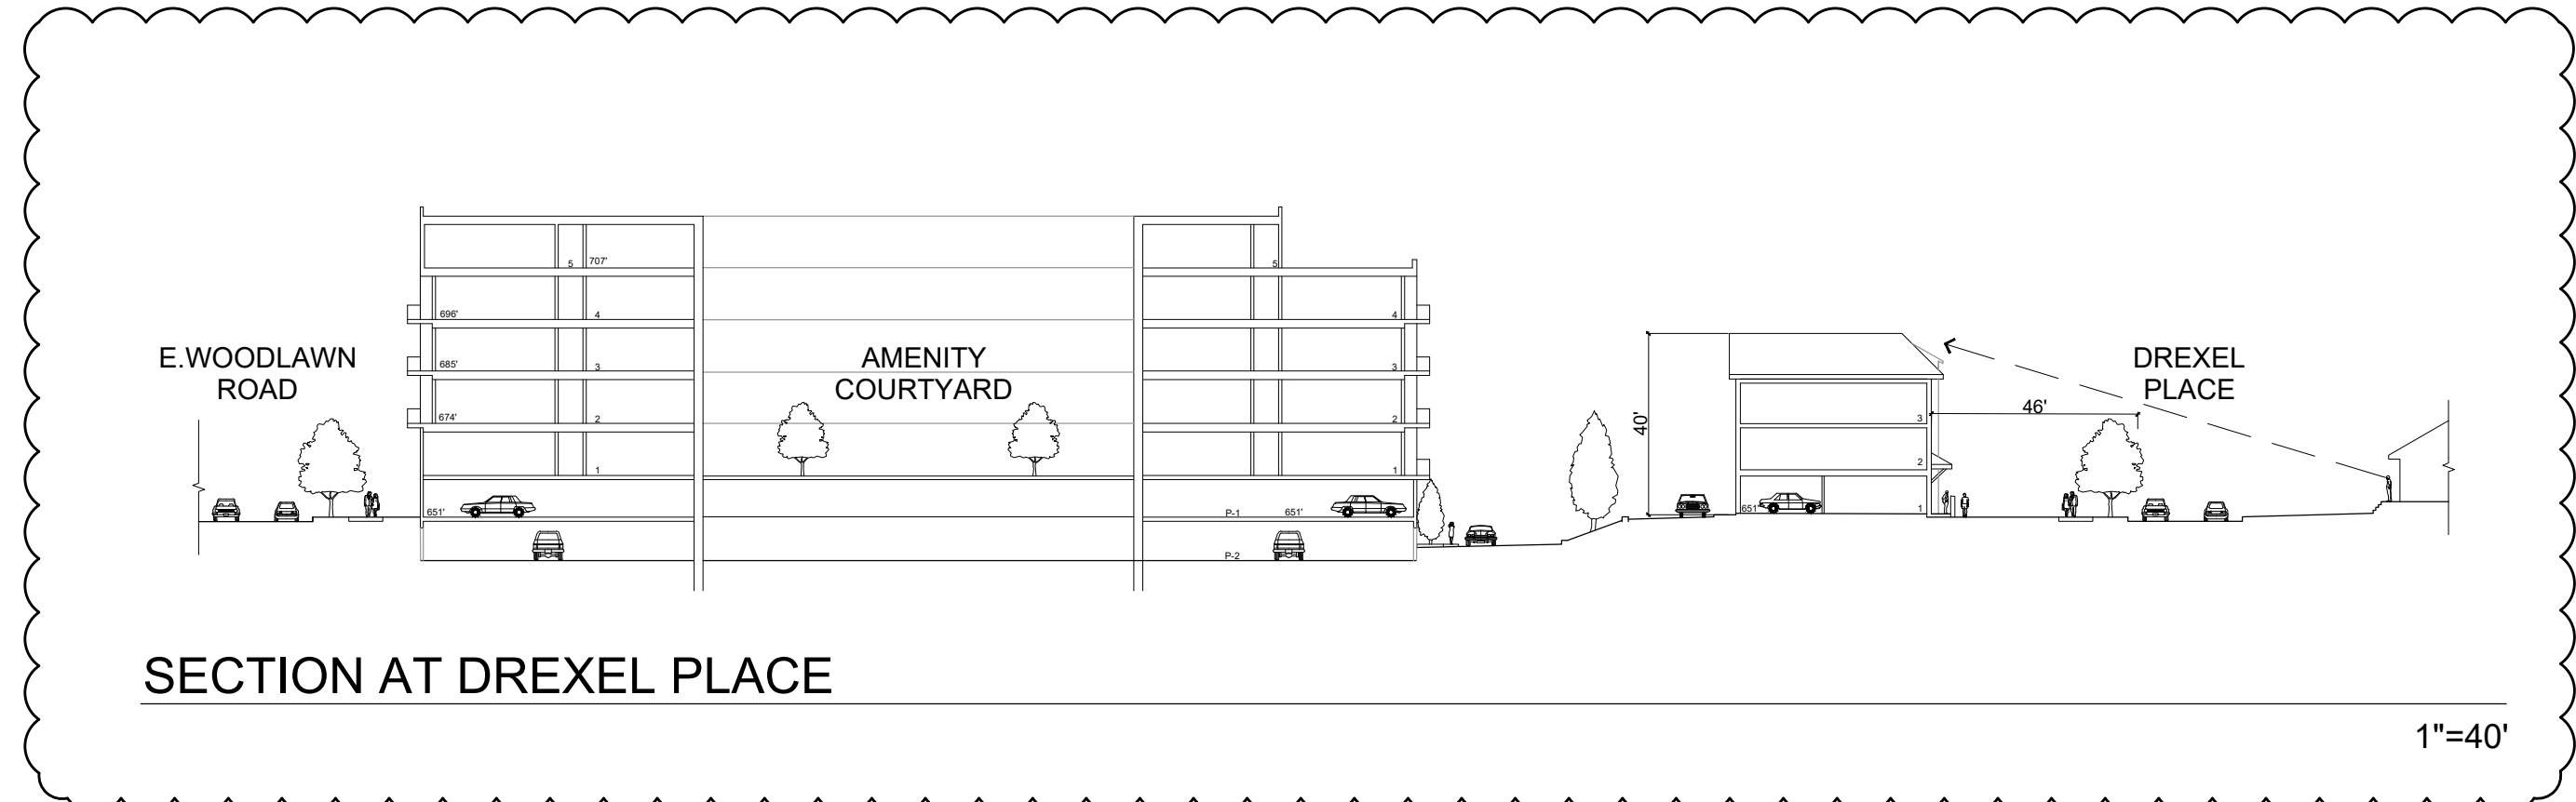 5 707'
5
696' 4
4
E.WOODLAWN
ROAD
685' 3
AMENITY
COURTYARD
3
40'
DREXEL
PLACE
46'
674' 2
2
3
1
1
2
651'
P-1 651'
651'
1
P-2
SECTION AT DREXEL PLACE
1"=40'